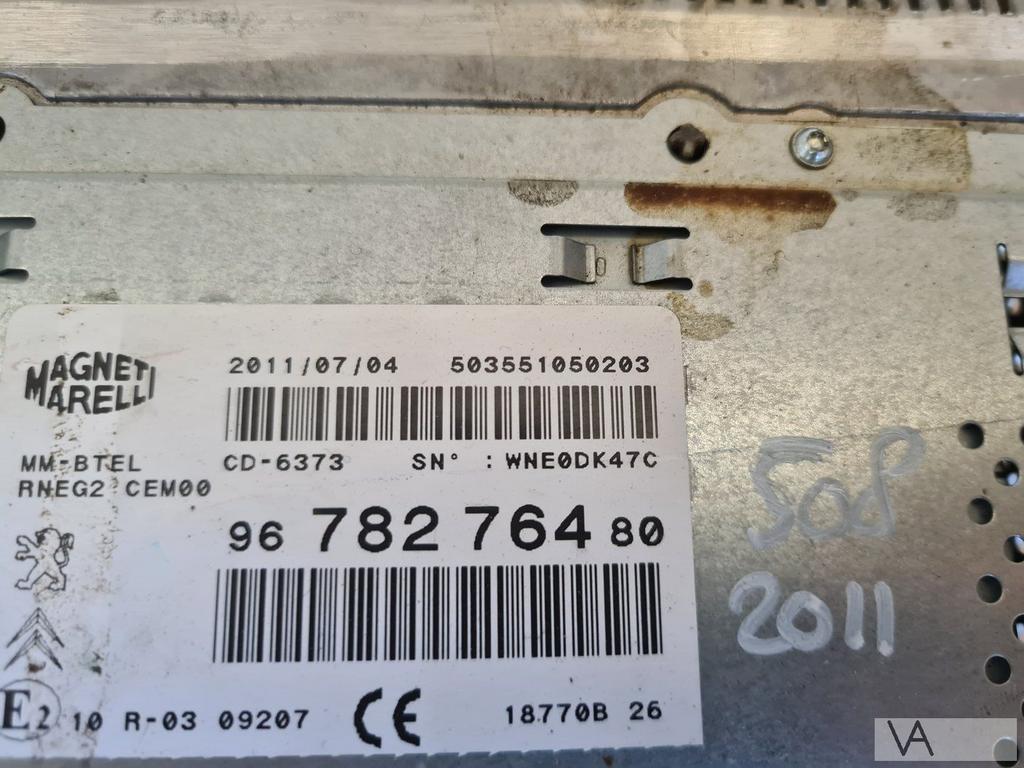 MAGNETI
MARELLI
2011/07/04 503551050203
MM-BTEL
RNEG2 CEM00
CD-6373 SN° : WNE0DK47C
96 782 764 80
E2 10 R-03 09207 CE 18770B 26
508
2011
0
VA